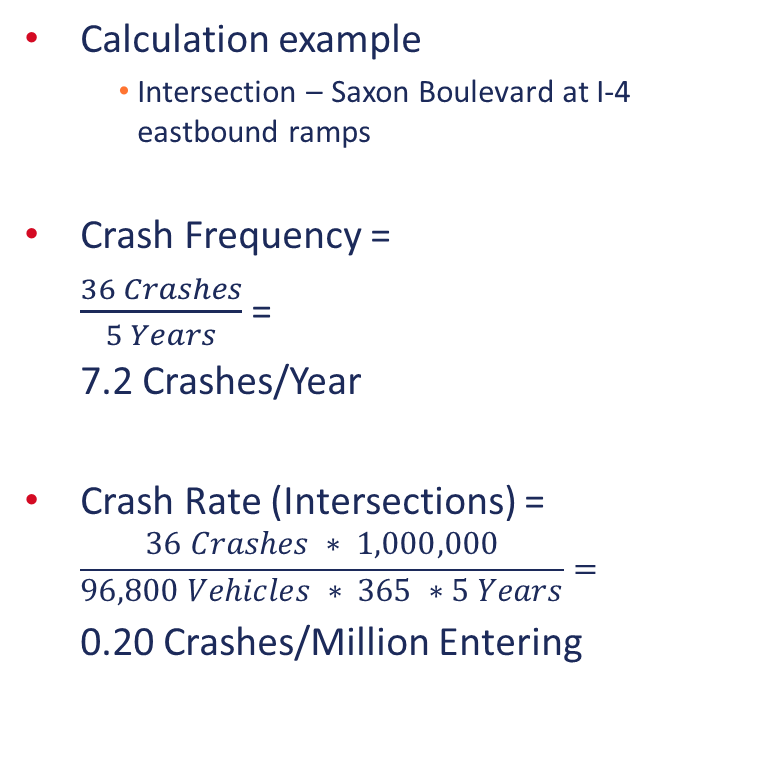 • Calculation example
• Intersection – Saxon Boulevard at I-4
eastbound ramps
• Crash Frequency =
36 Crashes
5 Years
=
7.2 Crashes/Year
• Crash Rate (Intersections) =
36 Crashes * 1,000,000
96,800 Vehicles * 365 * 5 Years
=
0.20 Crashes/Million Entering